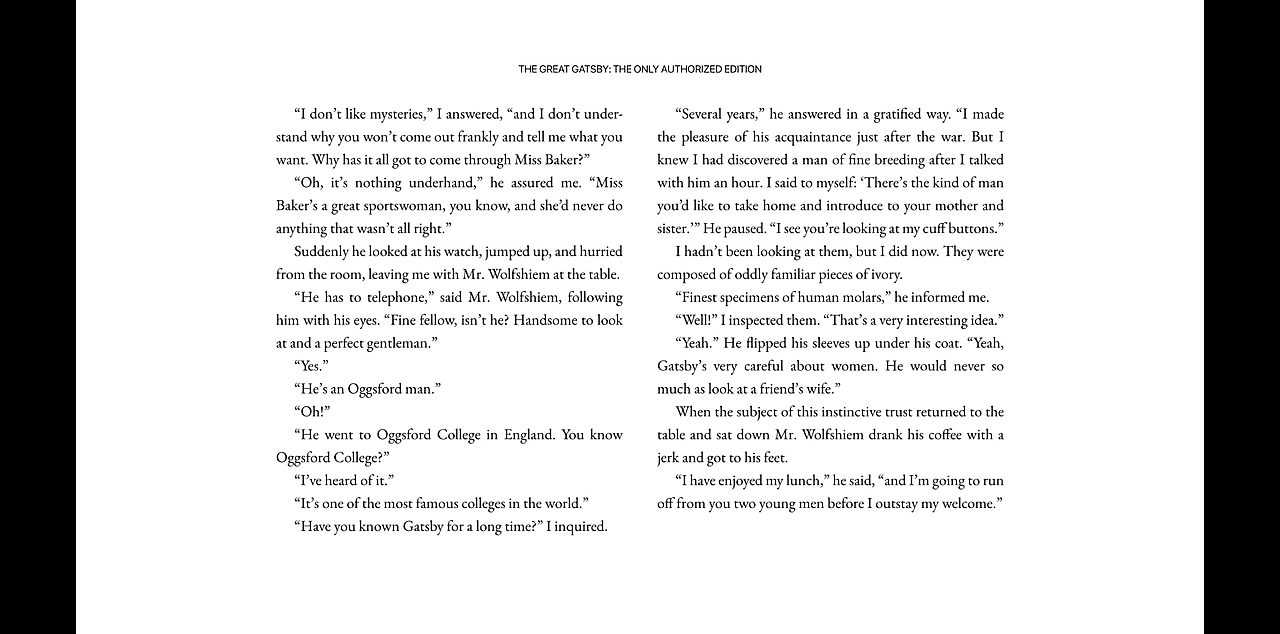 THE GREAT GATSBY: THE ONLY AUTHORIZED EDITION
“I don’t like mysteries,” I answered, “and I don’t under-
stand why you won’t come out frankly and tell me what you
want. Why has it all got to come through Miss Baker?”
“Oh, it’s nothing underhand,” he assured me. “Miss
Baker’s a great sportswoman, you know, and she’d never do
anything that wasn’t all right.”
Suddenly he looked at his watch, jumped up, and hurried
from the room, leaving me with Mr. Wolfshiem at the table.
“He has to telephone,” said Mr. Wolfshiem, following
him with his eyes. “Fine fellow, isn’t he? Handsome to look
at and a perfect gentleman.”
“Yes.”
“He’s an Oggsford man.”
“Oh!”
“He went to Oggsford College in England. You know
Oggsford College?”
“I’ve heard of it.”
“It’s one of the most famous colleges in the world.”
“Have you known Gatsby for a long time?” I inquired.
“Several years,” he answered in a gratified way. “I made
the pleasure of his acquaintance just after the war. But I
knew I had discovered a man of fine breeding after I talked
with him an hour. I said to myself: ‘There’s the kind of man
you’d like to take home and introduce to your mother and
sister.’” He paused. “I see you’re looking at my cuff buttons.”
I hadn’t been looking at them, but I did now. They were
composed of oddly familiar pieces of ivory.
“Finest specimens of human molars,” he informed me.
“Well!” I inspected them. “That’s a very interesting idea.”
“Yeah.” He flipped his sleeves up under his coat. “Yeah,
Gatsby’s very careful about women. He would never so
much as look at a friend’s wife.”
When the subject of this instinctive trust returned to the
table and sat down Mr. Wolfshiem drank his coffee with a
jerk and got to his feet.
“I have enjoyed my lunch,” he said, “and I’m going to run
off from you two young men before I outstay my welcome.”